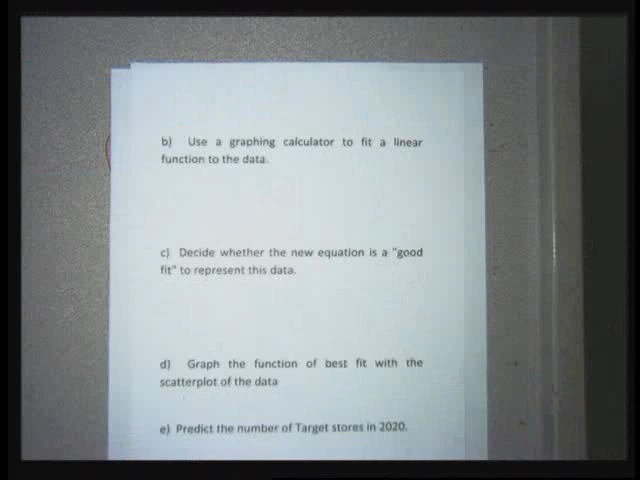 b) Use a graphing calculator to fit a linear
function to the data.
c) Decide whether the new equation is a "good
fit" to represent this data.
d) Graph the function of best fit with the
scatterplot of the data
e) Predict the number of Target stores in 2020.